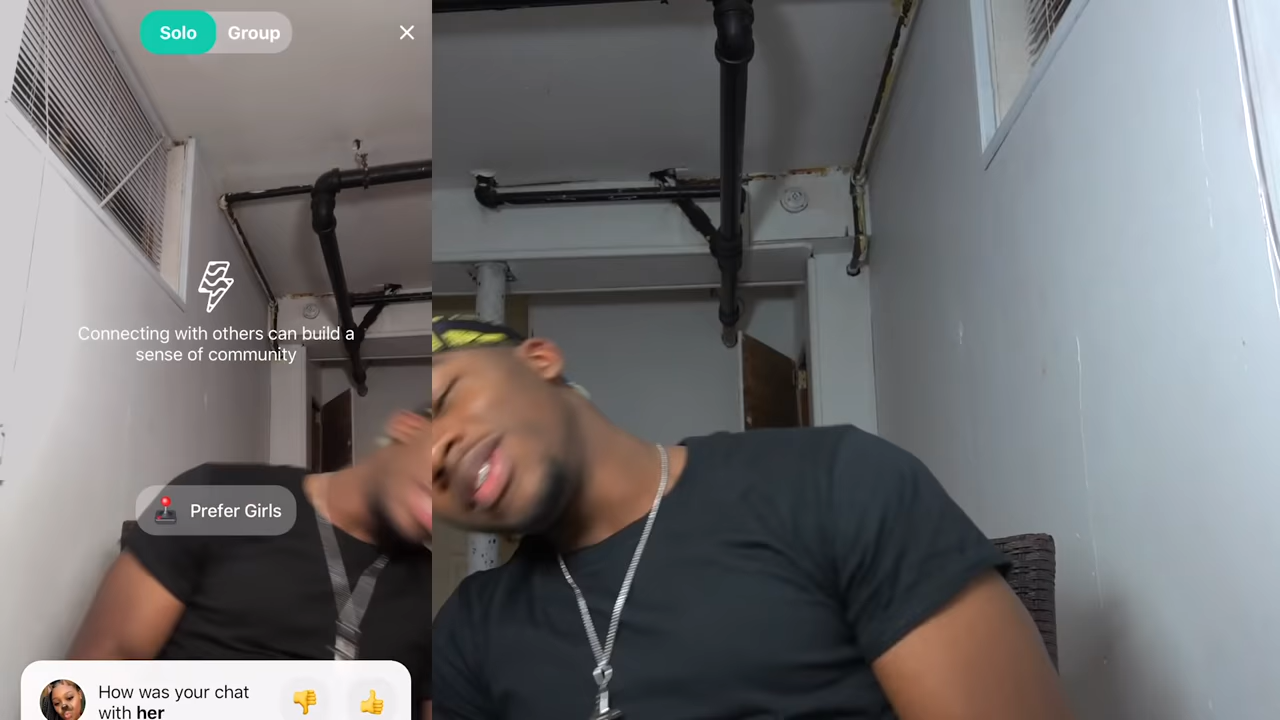 Solo
Group
Connecting with others can build a
sense of community
Prefer Girls
How was your chat
with her